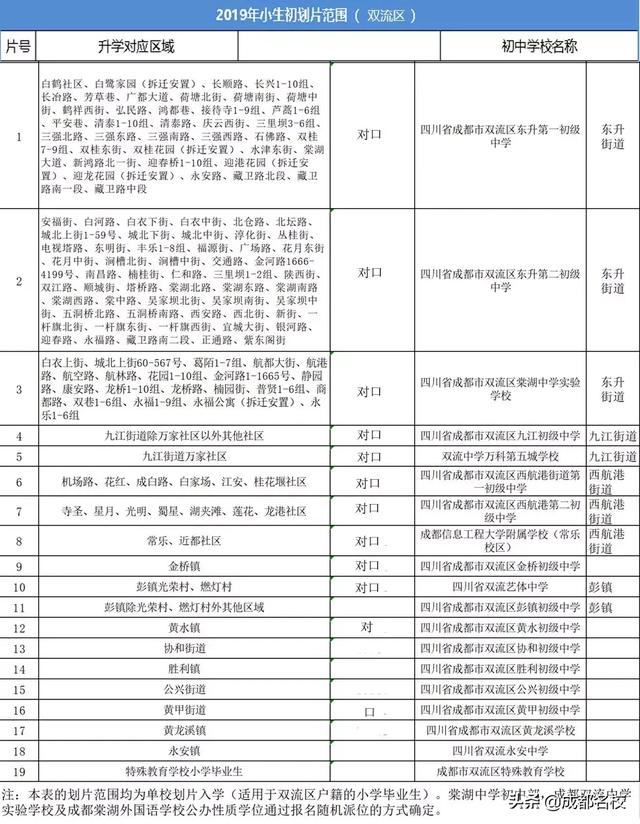 2019年小生初划片范围（ 双流区）
片号 升学对应区域 初中学校名称
白鹤社区、白鹭家园（拆迁安置）、长顺路、长兴1-10组、
长冶路、芳草巷、广都大道、荷塘北街、荷塘南街、荷塘中
街、鹤祥西街、弘民路、鸿都巷、接待寺1-9组、芦蒿1-6组
、平安巷、清泰1-10组、清泰路、庆云西街、三里坝3-6组、
三强北路、三强东路、三强南路、三强西路、石佛路、双桂
7-9组、双桂东街、双桂花园（拆迁安置）、水津东街、棠湖
大道、新鸿路北一街、迎春桥1-10组、迎港花园（拆迁安置
）、迎龙花园（拆迁安置）、永安路、藏卫路北段、藏卫
路南一段、藏卫路中段
1 对口
四川省成都市双流区东升第一初级
中学
东升
街道
安福街、白河路、白衣下街、白衣中街、北仓路、北坛路、
城北上街1-59号、城北下街、城北中街、淳化街、丛桂街、
电视塔路、东明街、丰乐1-8组、福源街、广场路、花月东街
、花月中街、涧槽北街、涧槽中街、交通路、金河路1666-
4199号、南昌路、楠桂街、仁和路、三里坝1-2组、陕西街、
双江路、顺城街、塔桥路、棠湖北路、棠湖东路、棠湖南路
、棠湖西路、棠中路、吴家坝北街、吴家坝南街、吴家坝中
街、五洞桥北路、五洞桥南路、西安路、西北街、新街、一
杆旗北街、一杆旗东街、一杆旗西街、宜城大街、银河路、
迎春路、永福路、藏卫路南二段、正通路、紫东阁街
2 对口
四川省成都市双流区东升第二初级
中学
东升
街道
白衣上街、城北上街60-567号、葛陌1-7组、航都大街、航港
路、航空路、航林路、花园1-10组、金河路1-1665号、静园
路、康安路、龙桥1-10组、龙桥路、楠园街、普贤1-6组、商
都路、双巷1-6组、永福1-9组、永福公寓（拆迁安置）、永
乐1-6组
3 对口
四川省成都市双流区棠湖中学实验
学校
东升
街道
4 九江街道除万家社区以外其他社区 对口 四川省成都市双流区九江初级中学 九江街道
5 九江街道万家社区 对口 双流中学万科第五城学校 九江街道
6 机场路、花红、成白路、白家场、江安、桂花堰社区 对口
四川省成都市双流区西航港街道第
一初级中学
西航港
街道
7 寺圣、星月、光明、蜀星、湖夹滩、莲花、龙港社区 对口
四川省成都市双流区西航港第二初
级中学
西航港
街道
8 常乐、近都社区 对口
成都信息工程大学附属学校（常乐
校区）
西航港
街道
9 金桥镇 对口 四川省成都市双流区金桥初级中学
10 彭镇光荣村、燃灯村 对口 四川省双流艺体中学 彭镇
11 彭镇除光荣村、燃灯村外其他区域 四川省成都市双流区彭镇初级中学 彭镇
12 黄水镇 对 四川省成都市双流区黄水初级中学
13 协和街道 四川省成都市双流区协和初级中学
14 胜利镇 四川省成都市双流区胜利初级中学
15 公兴街道 四川省成都市双流区公兴初级中学
16 黄甲街道 口 四川省成都市双流区黄甲初级中学
17 黄龙溪镇 四川省成都市双流区黄龙溪学校
18 永安镇 四川省双流永安中学
19 特殊教育学校小学毕业生 成都市双流区特殊教育学校
注：本表的划片范围均为单校划片入学（适用于双流区户籍的小学毕业生）。棠湖中学初中部、成都双流中学
实验学校及成都棠湖外国语学校公办性质学位通过报名随机派位的方式确定。
头条 @成都名校